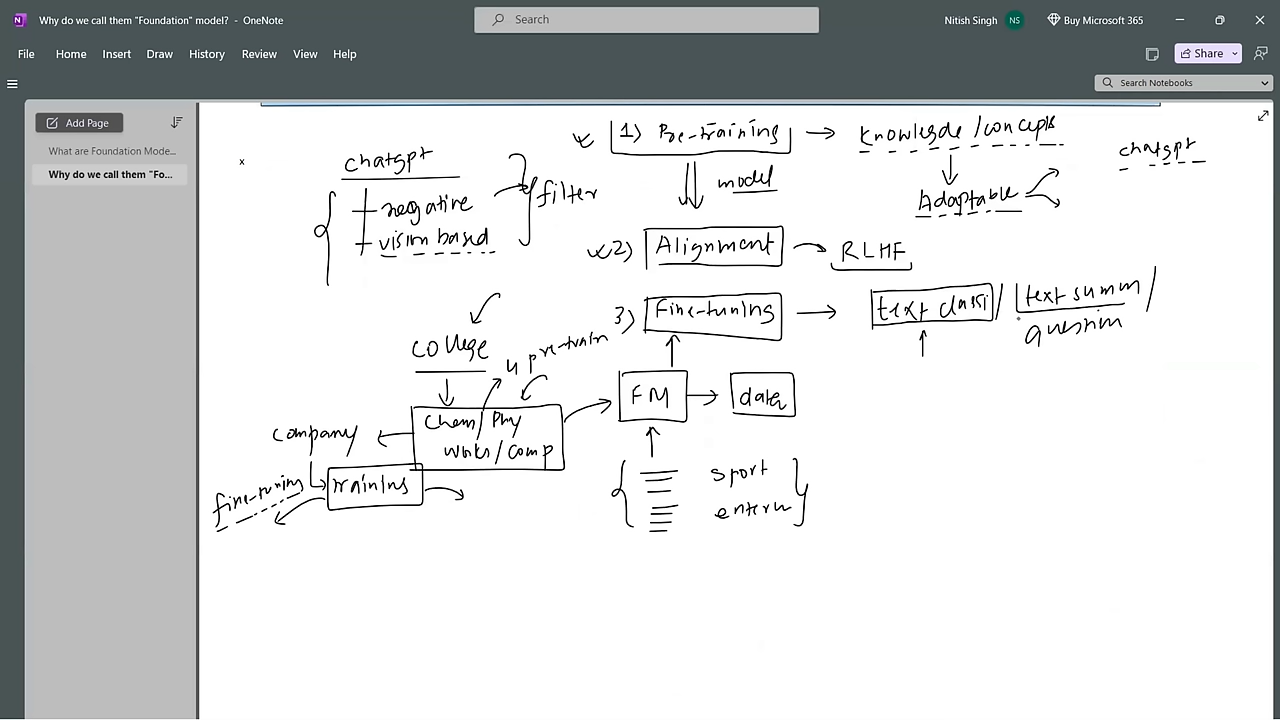 Why do we call them "Foundation" model? - OneNote
Search
Nitish Singh NS
Buy Microsoft 365
File Home Insert Draw History Review View Help
Share
Search Notebooks
Add Page
What are Foundation Mode...
Why do we call them "Fo...
x
1) Pre-training → knowlegde/concepts
chatgpt
chatgpt
model
negative
filter
Adaptable
vision based
2) Alignment → RLHF
3) Fine-tuning → text classi / text summ /
question
college
pre-train
FM → data
chem/ Phy
works/ comp
company
training
fine-tuning
sport
entern